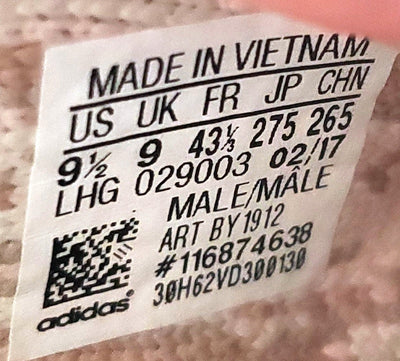 MADE IN VIETNAM
US UK FR JP CHN
9½ 9 43⅓ 275 265
LHG 029003 02/17
MALE/MÂLE
ART BY1912
#116874638
30H62VD300130
adidas®